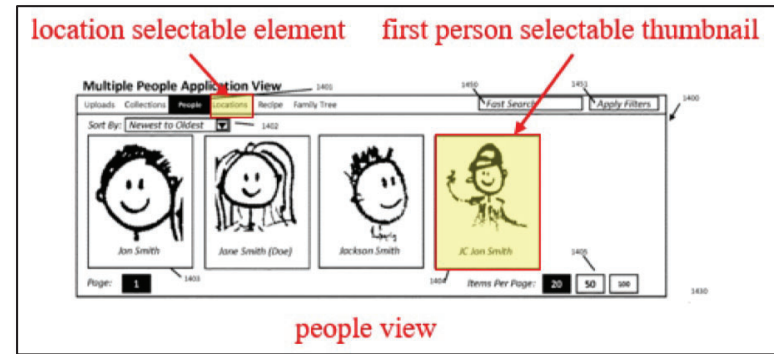 location selectable element first person selectable thumbnail
Multiple People Application View 1401 1450 1451
Uploads Collections People Locations Recipe Family Tree Fast Search Apply Filters 1400
Sort By: Newest to Oldest 1402
Jon Smith Jane Smith (Doe) Jackson Smith JC Jon Smith
1403 1404 1405
Page: 1 Items Per Page: 20 50 100 1410
people view